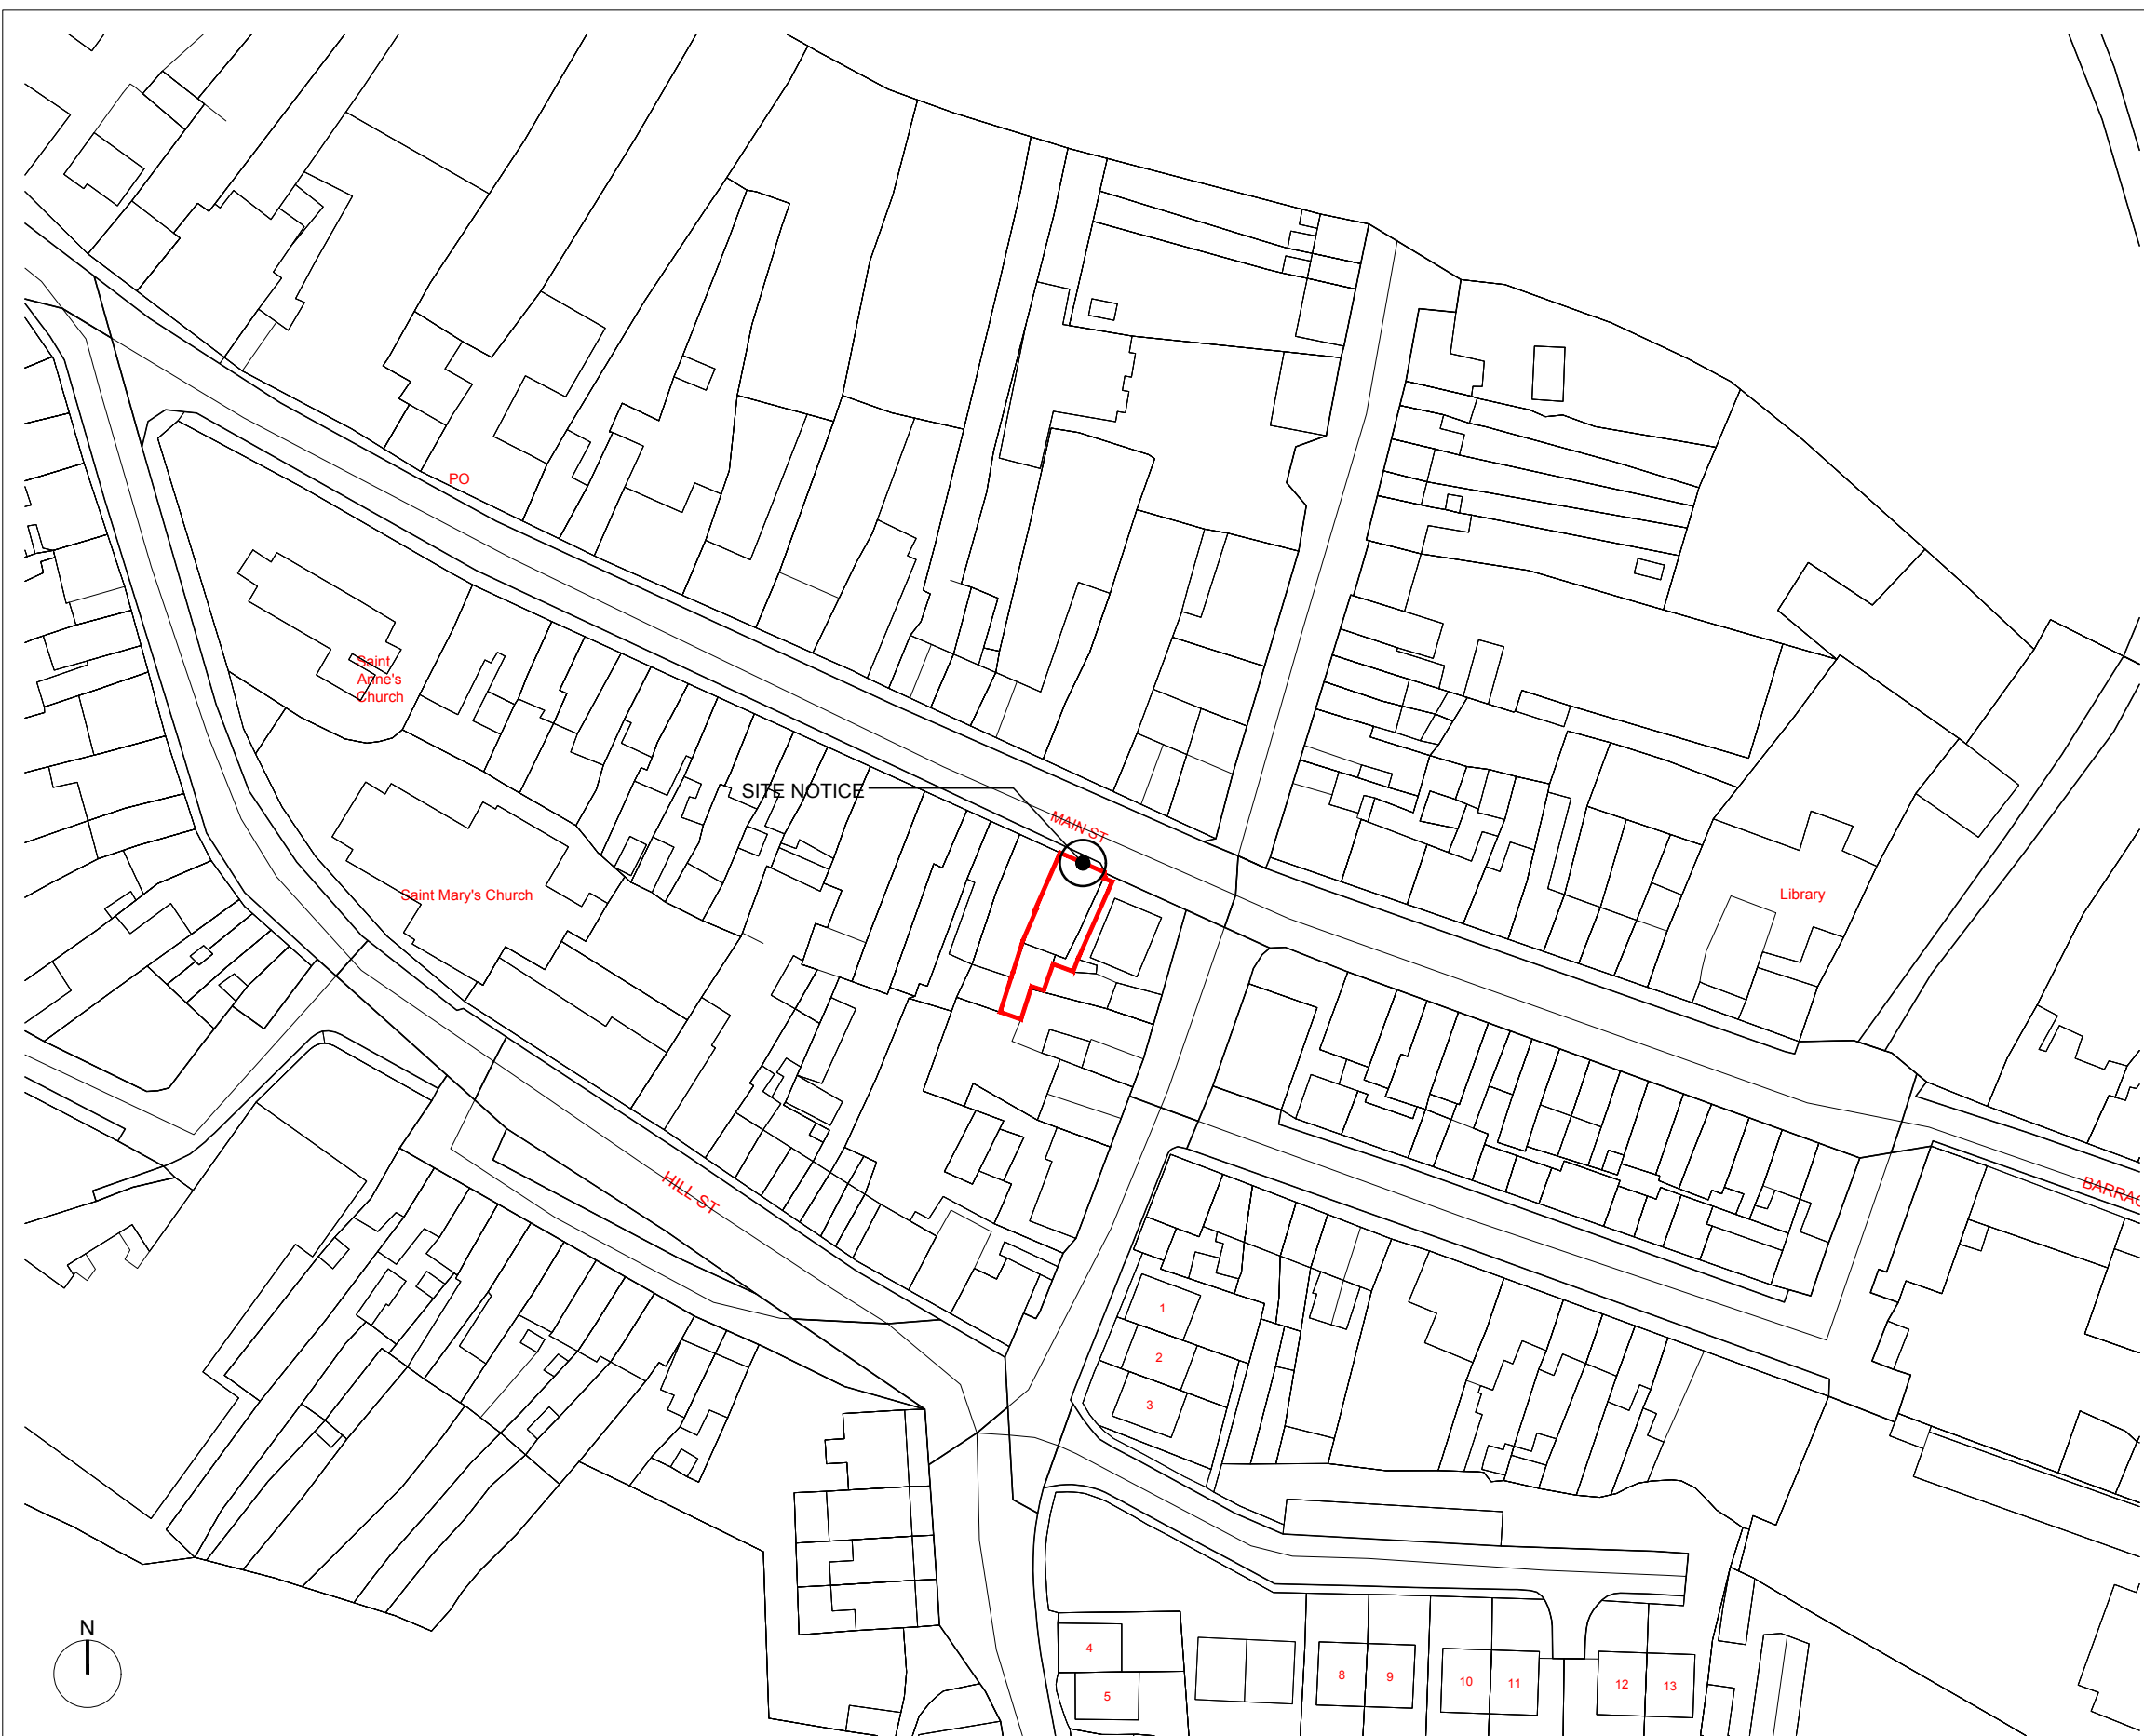 PO
Saint
Anne's
Church
SITE NOTICE
MAIN ST
Saint Mary's Church
Library
HILL ST
BARRAC
1
2
3
N
4
5
8
9
10
11
12
13